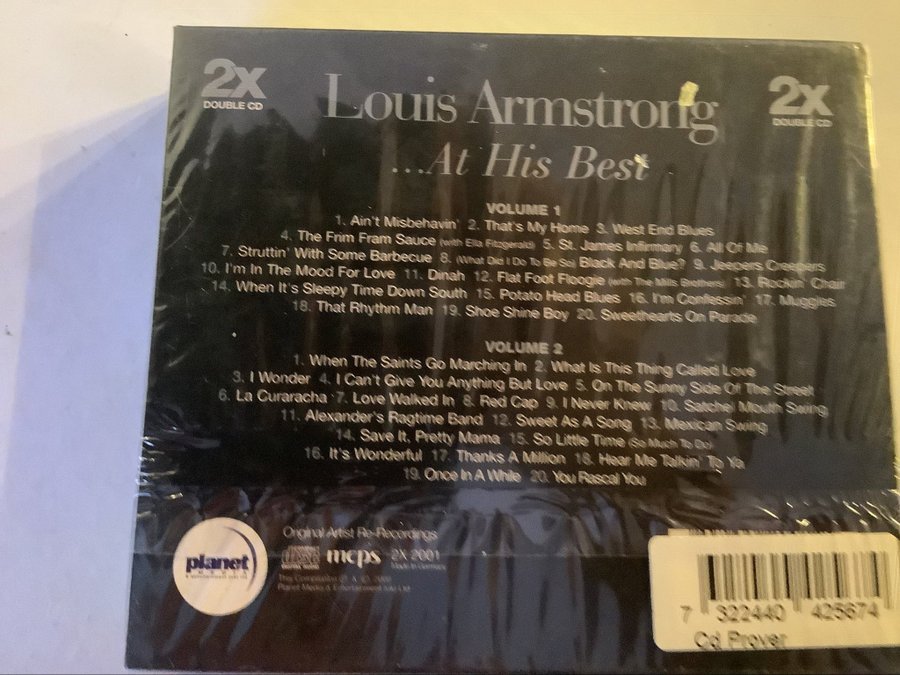 2X
DOUBLE CD
Louis Armstrong
2X
DOUBLE CD
...At His Best
VOLUME 1
1. Ain't Misbehavin' 2. That's My Home 3. West End Blues
4. The Frim Fram Sauce (with Ella Fitzgerald) 5. St. James Infirmary 6. All Of Me
7. Struttin' With Some Barbecue 8. (What Did I Do To Be So) Black And Blue? 9. Jeepers Creepers
10. I'm In The Mood For Love 11. Dinah 12. Flat Foot Floogie (with The Mills Brothers) 13. Rockin' Chair
14. When It's Sleepy Time Down South 15. Potato Head Blues 16. I'm Confessin' 17. Muggles
18. That Rhythm Man 19. Shoe Shine Boy 20. Sweethearts On Parade
VOLUME 2
1. When The Saints Go Marching In 2. What Is This Thing Called Love
3. I Wonder 4. I Can't Give You Anything But Love 5. On The Sunny Side Of The Street
6. La Curaracha 7. Love Walked In 8. Red Cap 9. I Never Knew 10. Satchel Mouth Swing
11. Alexander's Ragtime Band 12. Sweet As A Song 13. Mexican Swing
14. Save It, Pretty Mama 15. So Little Time (So Much To Do)
16. It's Wonderful 17. Thanks A Million 18. Hear Me Talkin' To Ya
19. Once In A While 20. You Rascal You
Original Artist Re-Recordings
planet
MEDIA
disc
DIGITAL AUDIO
mcps
2X 2001
Made in Germany
This Compilation
Planet Media & Entertainment Ltd
7 322440 425674
Cd Prover